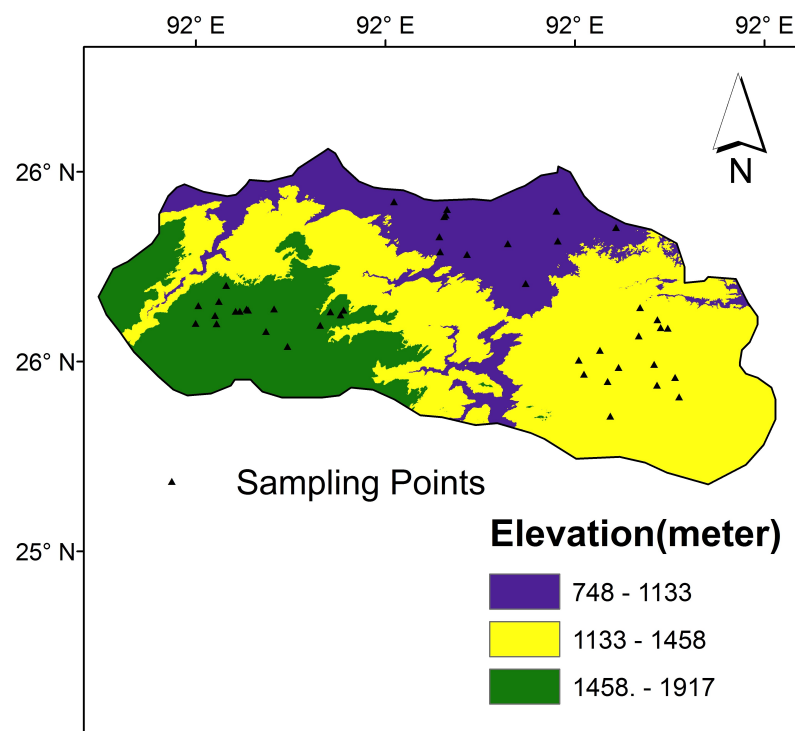 92° E 92° E 92° E 92° E
N
26° N
26° N
Sampling Points
25° N
Elevation(meter)
748 - 1133
1133 - 1458
1458. - 1917